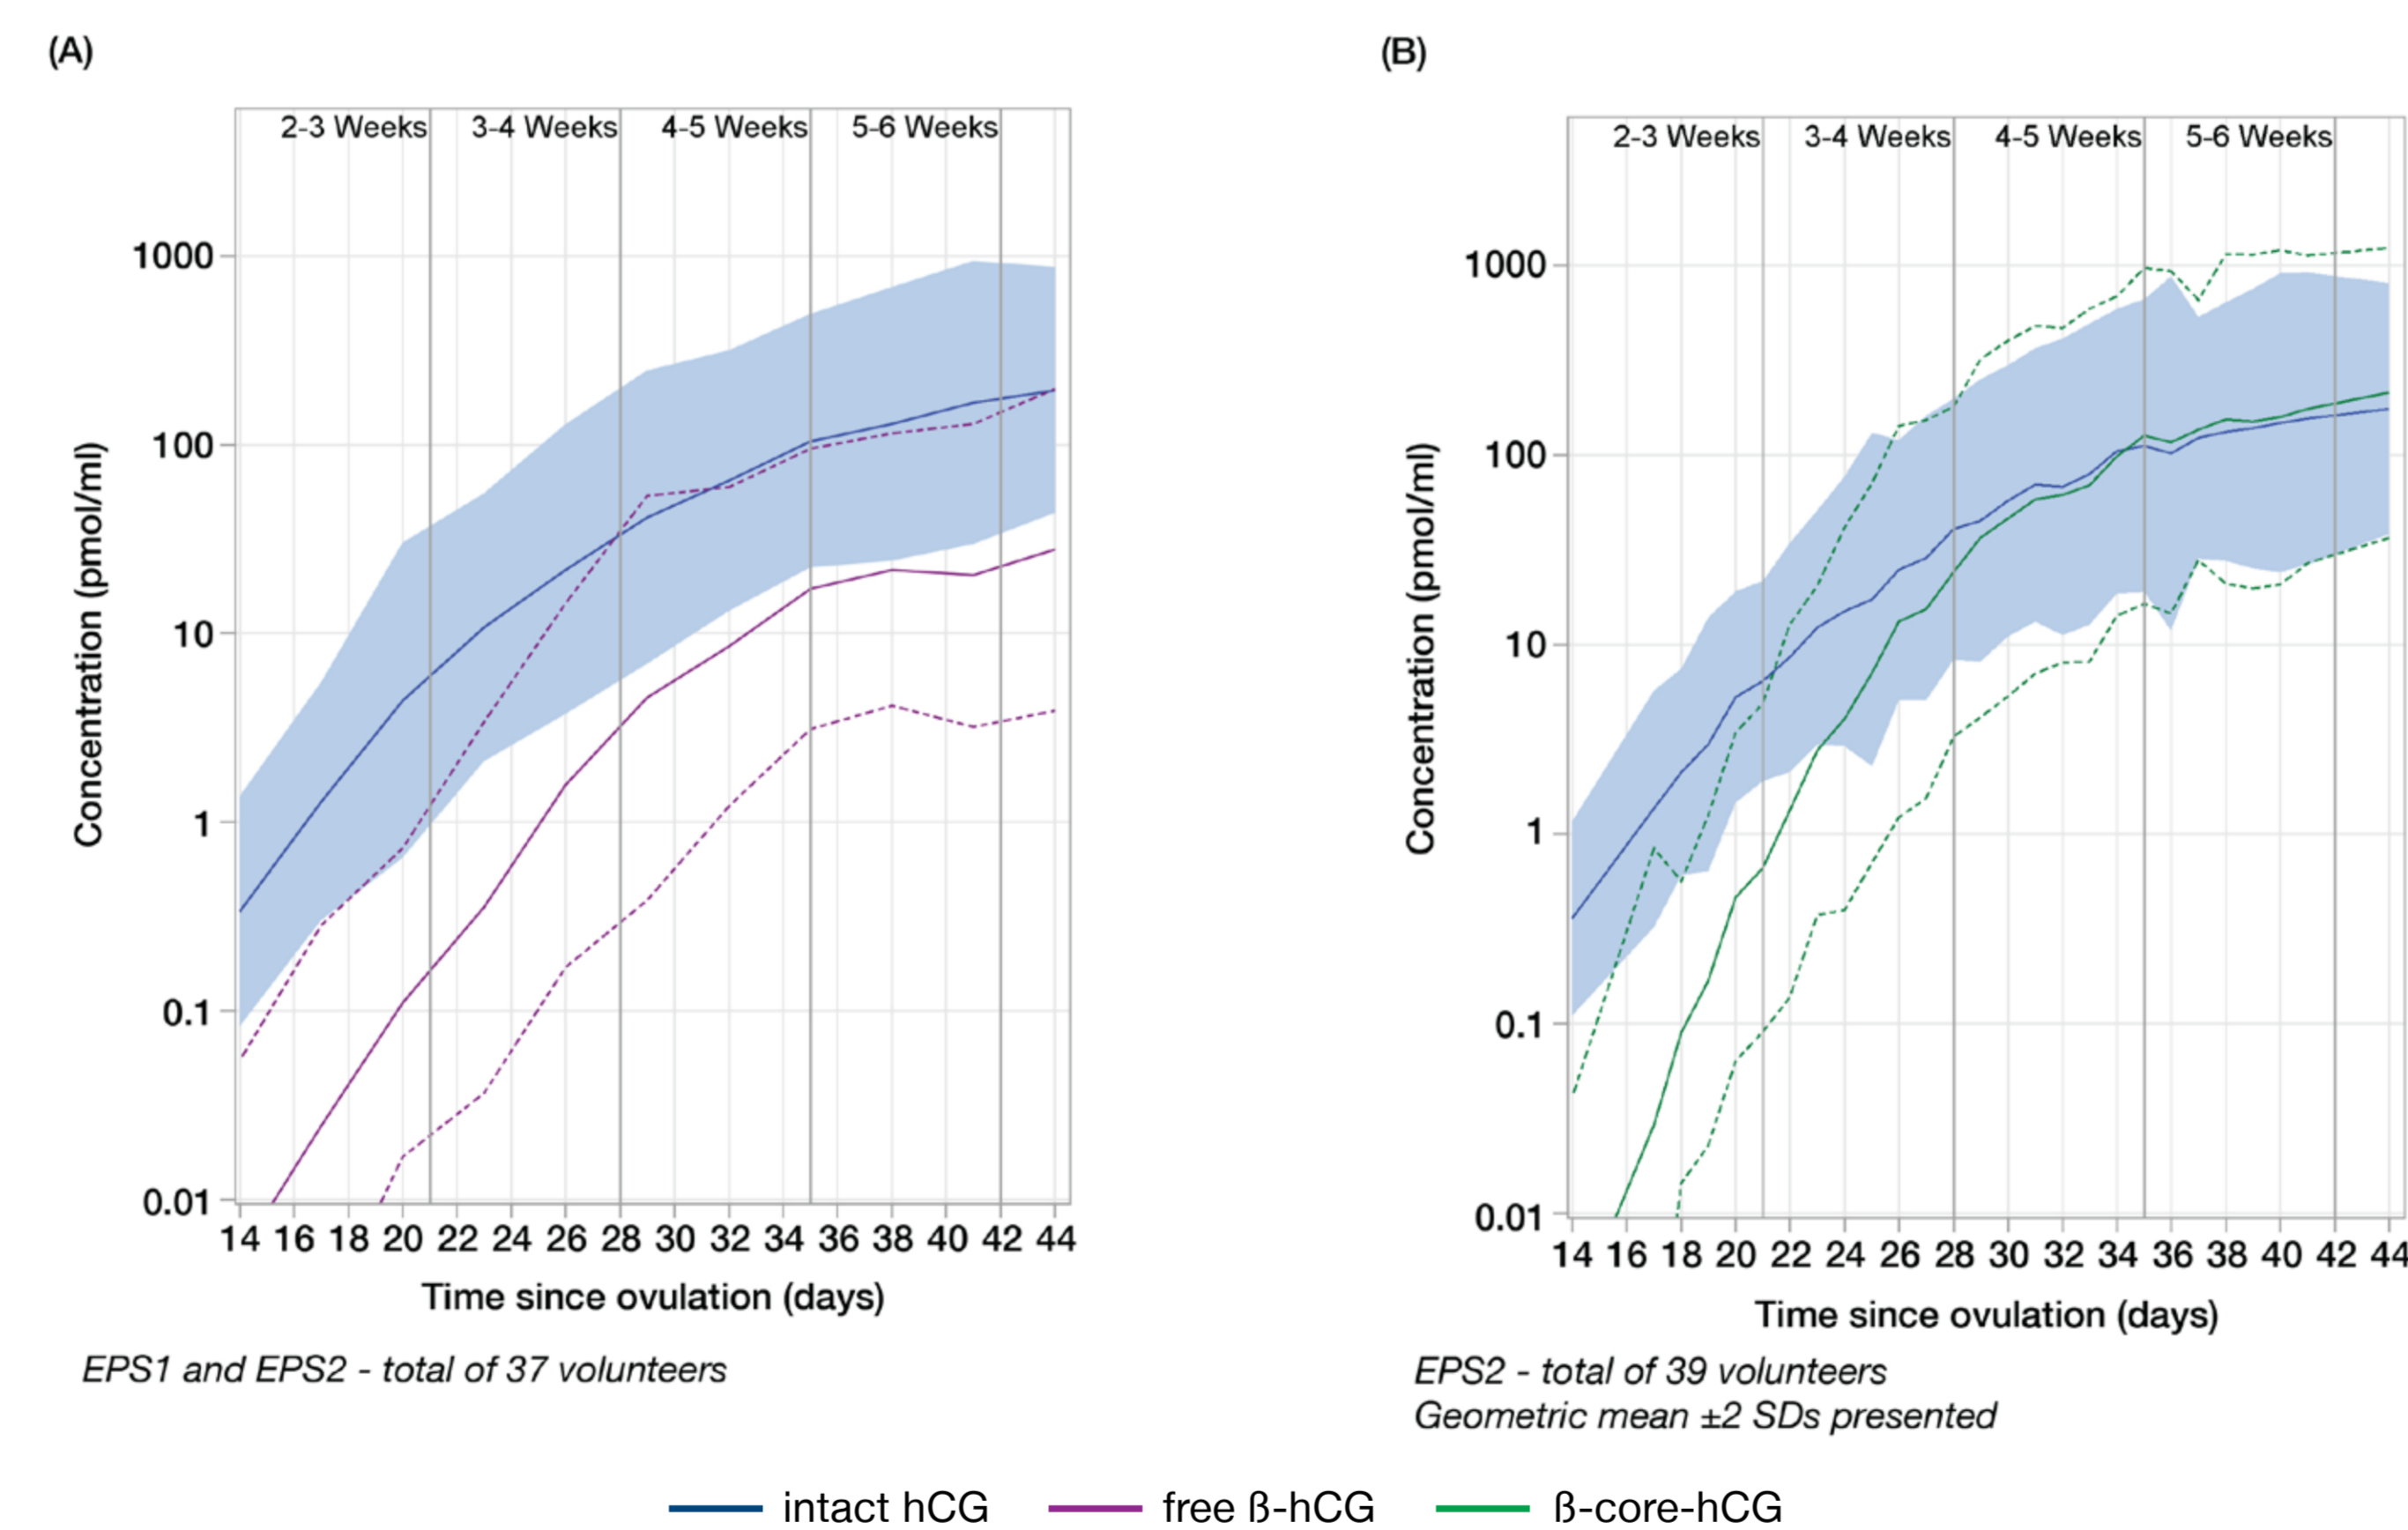 (A)
2-3 Weeks 3-4 Weeks 4-5 Weeks 5-6 Weeks
1000
100
10
1
0.1
0.01
Concentration (pmol/ml)
14 16 18 20 22 24 26 28 30 32 34 36 38 40 42 44
Time since ovulation (days)
EPS1 and EPS2 - total of 37 volunteers
(B)
2-3 Weeks 3-4 Weeks 4-5 Weeks 5-6 Weeks
1000
100
10
1
0.1
0.01
Concentration (pmol/ml)
14 16 18 20 22 24 26 28 30 32 34 36 38 40 42 44
Time since ovulation (days)
EPS2 - total of 39 volunteers
Geometric mean ±2 SDs presented
intact hCG free ß-hCG ß-core-hCG